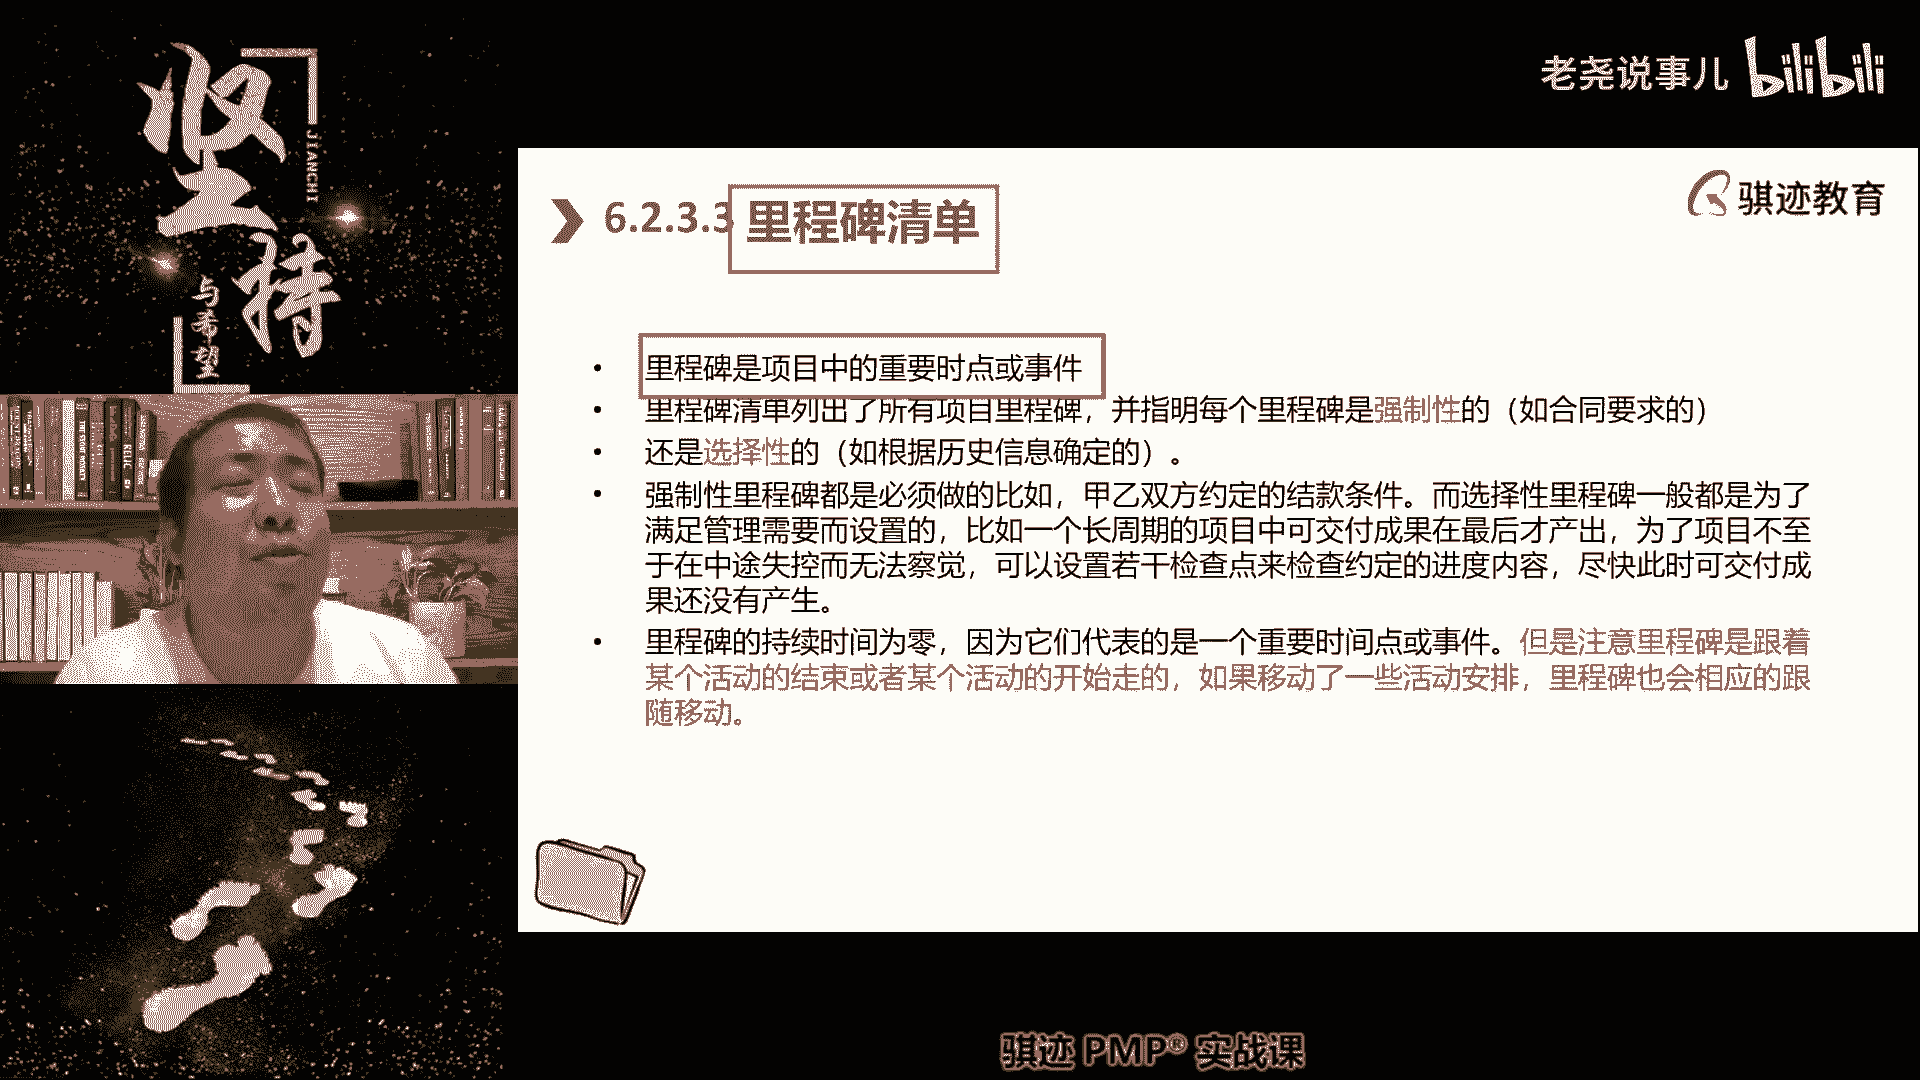 坚持
JIANCHI
与希望
老尧说事儿 bilibili
骐迹教育
6.2.3.3 里程碑清单
• 里程碑是项目中的重要时点或事件
• 里程碑清单列出了所有项目里程碑，并指明每个里程碑是强制性的（如合同要求的）
• 还是选择性的（如根据历史信息确定的）。
• 强制性里程碑都是必须做的比如，甲乙双方约定的结款条件。而选择性里程碑一般都是为了
满足管理需要而设置的，比如一个长周期的项目中可交付成果在最后才产出，为了项目不至
于在中途失控而无法察觉，可以设置若干检查点来检查约定的进度内容，尽快此时可交付成
果还没有产生。
• 里程碑的持续时间为零，因为它们代表的是一个重要时间点或事件。但是注意里程碑是跟着
某个活动的结束或者某个活动的开始走的，如果移动了一些活动安排，里程碑也会相应的跟
随移动。
骐迹 PMP® 实战课